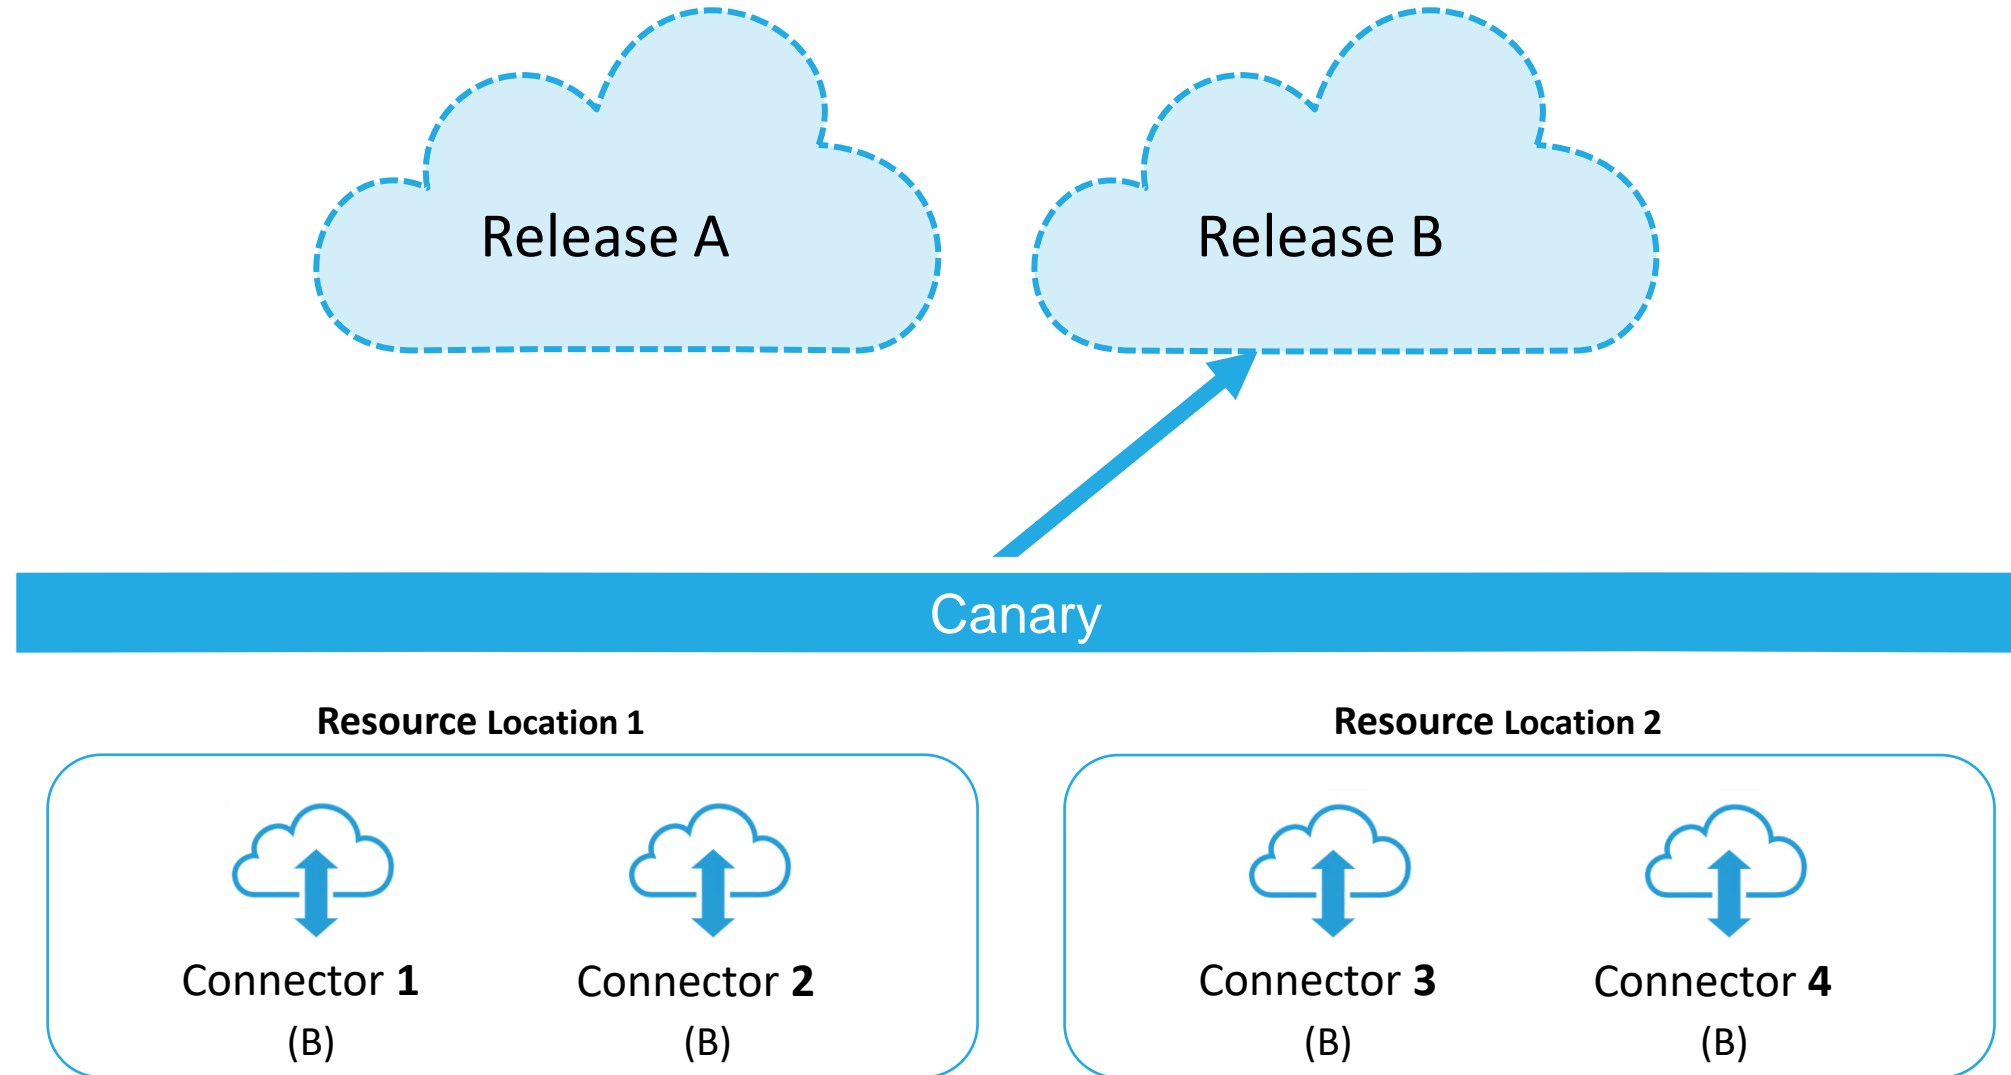 Release A
Release B
Canary
Resource Location 1
Resource Location 2
Connector 1
(B)
Connector 2
(B)
Connector 3
(B)
Connector 4
(B)